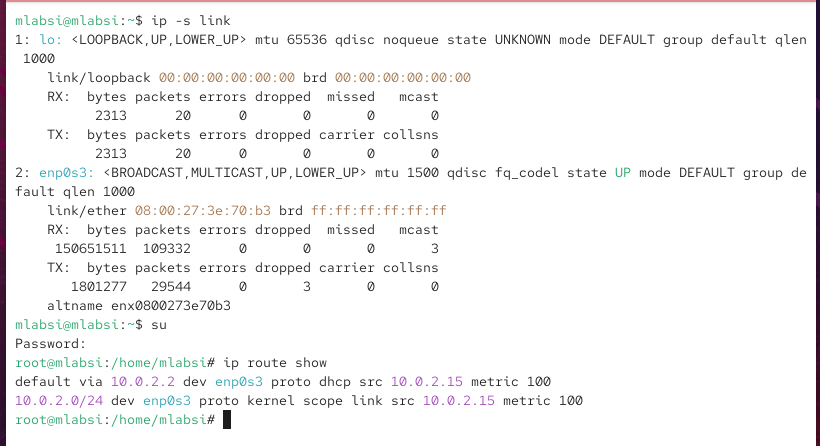 mlabsi@mlabsi:~$ ip -s link
1: lo: <LOOPBACK,UP,LOWER_UP> mtu 65536 qdisc noqueue state UNKNOWN mode DEFAULT group default qlen
 1000
    link/loopback 00:00:00:00:00:00 brd 00:00:00:00:00:00
    RX:  bytes packets errors dropped  missed   mcast
          2313      20      0       0       0       0
    TX:  bytes packets errors dropped carrier collsns
          2313      20      0       0       0       0
2: enp0s3: <BROADCAST,MULTICAST,UP,LOWER_UP> mtu 1500 qdisc fq_codel state UP mode DEFAULT group de
fault qlen 1000
    link/ether 08:00:27:3e:70:b3 brd ff:ff:ff:ff:ff:ff
    RX:  bytes packets errors dropped  missed   mcast
     150651511  109332      0       0       0       3
    TX:  bytes packets errors dropped carrier collsns
       1801277   29544      0       3       0       0
    altname enx0800273e70b3
mlabsi@mlabsi:~$ su
Password:
root@mlabsi:/home/mlabsi# ip route show
default via 10.0.2.2 dev enp0s3 proto dhcp src 10.0.2.15 metric 100
10.0.2.0/24 dev enp0s3 proto kernel scope link src 10.0.2.15 metric 100
root@mlabsi:/home/mlabsi#